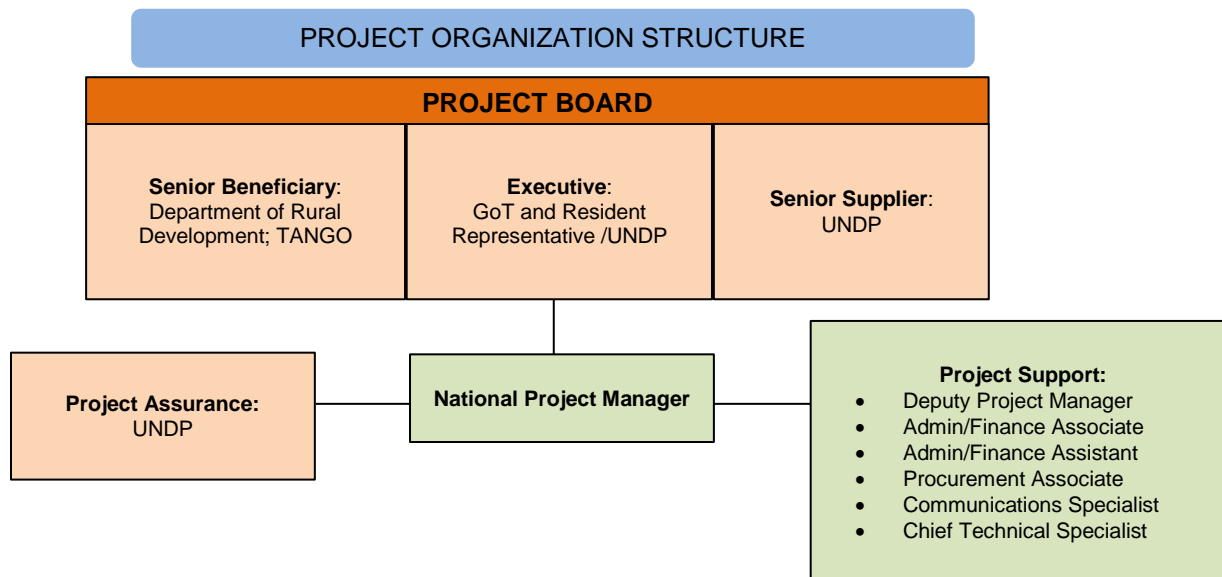 PROJECT ORGANIZATION STRUCTURE
PROJECT BOARD
Senior Beneficiary:
Department of Rural
Development; TANGO
Executive:
GoT and Resident
Representative /UNDP
Senior Supplier:
UNDP
Project Assurance:
UNDP
National Project Manager
Project Support:
• Deputy Project Manager
• Admin/Finance Associate
• Admin/Finance Assistant
• Procurement Associate
• Communications Specialist
• Chief Technical Specialist